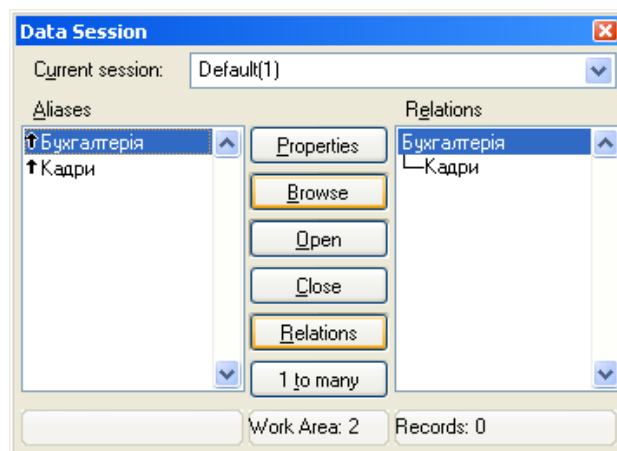 Data Session
Current session: Default(1)
Aliases Relations
Бухгалтерія Properties Бухгалтерія
Кадри Кадри
Browse
Open
Close
Relations
1 to many
Work Area: 2 Records: 0